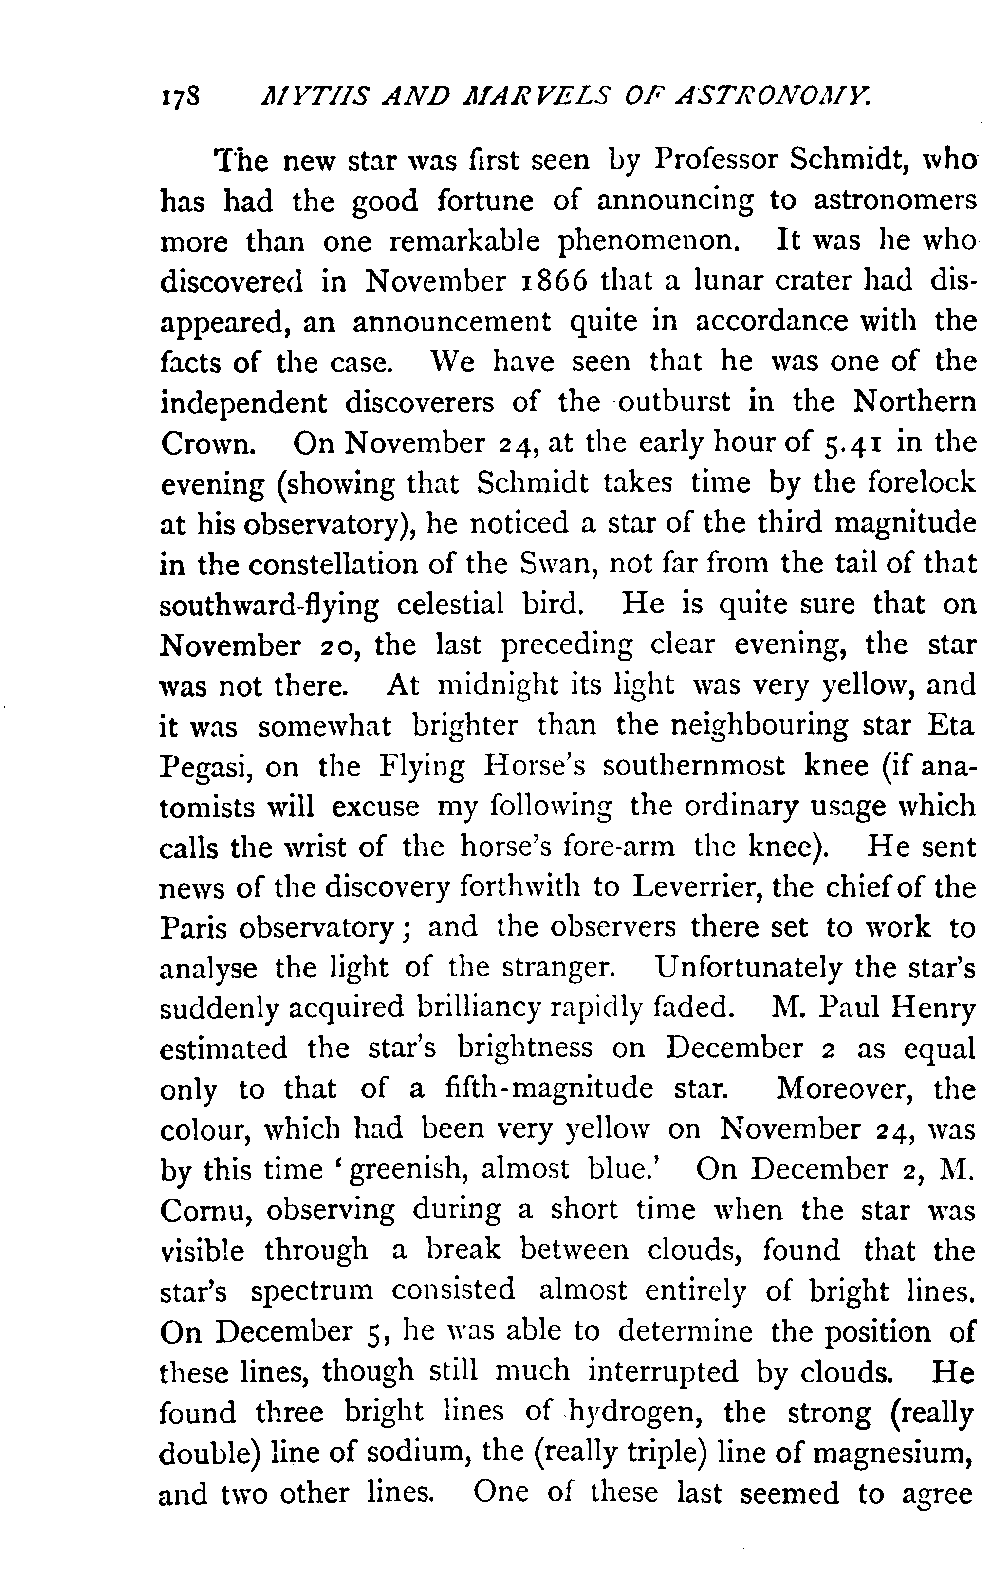 178 MYTHS AND MARVELS OF ASTRONOMY.
The new star was first seen by Professor Schmidt, who
has had the good fortune of announcing to astronomers
more than one remarkable phenomenon. It was he who
discovered in November 1866 that a lunar crater had dis-
appeared, an announcement quite in accordance with the
facts of the case. We have seen that he was one of the
independent discoverers of the outburst in the Northern
Crown. On November 24, at the early hour of 5.41 in the
evening (showing that Schmidt takes time by the forelock
at his observatory), he noticed a star of the third magnitude
in the constellation of the Swan, not far from the tail of that
southward-flying celestial bird. He is quite sure that on
November 20, the last preceding clear evening, the star
was not there. At midnight its light was very yellow, and
it was somewhat brighter than the neighbouring star Eta
Pegasi, on the Flying Horse's southernmost knee (if ana-
tomists will excuse my following the ordinary usage which
calls the wrist of the horse's fore-arm the knee). He sent
news of the discovery forthwith to Leverrier, the chief of the
Paris observatory; and the observers there set to work to
analyse the light of the stranger. Unfortunately the star's
suddenly acquired brilliancy rapidly faded. M. Paul Henry
estimated the star's brightness on December 2 as equal
only to that of a fifth-magnitude star. Moreover, the
colour, which had been very yellow on November 24, was
by this time 'greenish, almost blue.' On December 2, M.
Cornu, observing during a short time when the star was
visible through a break between clouds, found that the
star's spectrum consisted almost entirely of bright lines.
On December 5, he was able to determine the position of
these lines, though still much interrupted by clouds. He
found three bright lines of hydrogen, the strong (really
double) line of sodium, the (really triple) line of magnesium,
and two other lines. One of these last seemed to agree